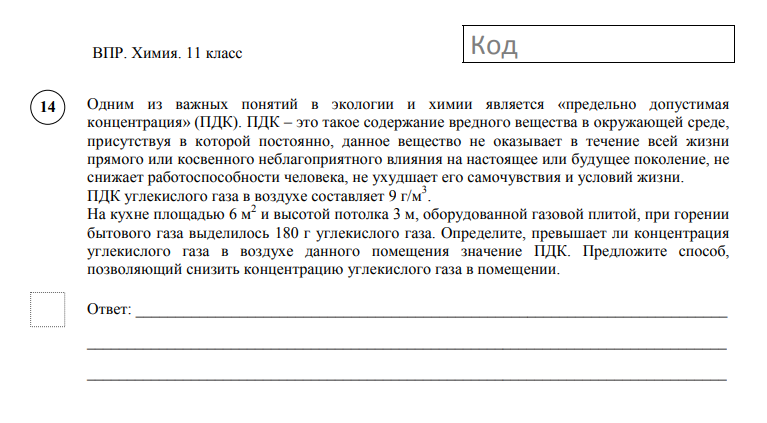 ВПР. Химия. 11 класс
Код
14
Одним из важных понятий в экологии и химии является «предельно допустимая
концентрация» (ПДК). ПДК – это такое содержание вредного вещества в окружающей среде,
присутствуя в которой постоянно, данное вещество не оказывает в течение всей жизни
прямого или косвенного неблагоприятного влияния на настоящее или будущее поколение, не
снижает работоспособности человека, не ухудшает его самочувствия и условий жизни.
ПДК углекислого газа в воздухе составляет 9 г/м³.
На кухне площадью 6 м² и высотой потолка 3 м, оборудованной газовой плитой, при горении
бытового газа выделилось 180 г углекислого газа. Определите, превышает ли концентрация
углекислого газа в воздухе данного помещения значение ПДК. Предложите способ,
позволяющий снизить концентрацию углекислого газа в помещении.
Ответ: